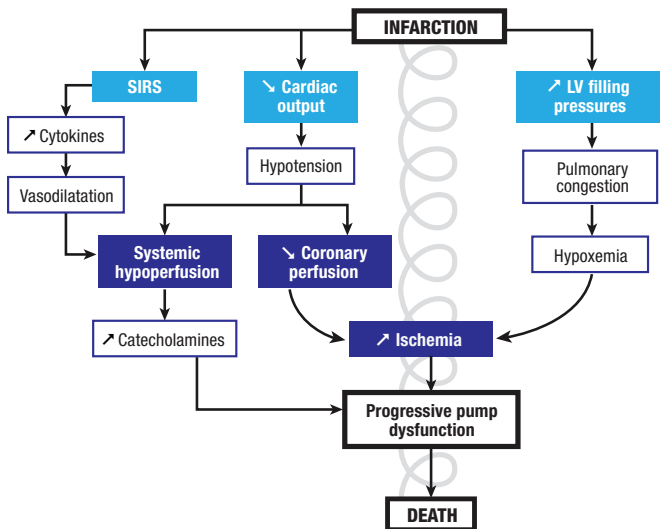 INFARCTION
SIRS
↘ Cardiac
output
↗ LV filling
pressures
↗ Cytokines
Hypotension
Pulmonary
congestion
Vasodilatation
Systemic
hypoperfusion
↘ Coronary
perfusion
Hypoxemia
↗ Catecholamines
↗ Ischemia
Progressive pump
dysfunction
DEATH